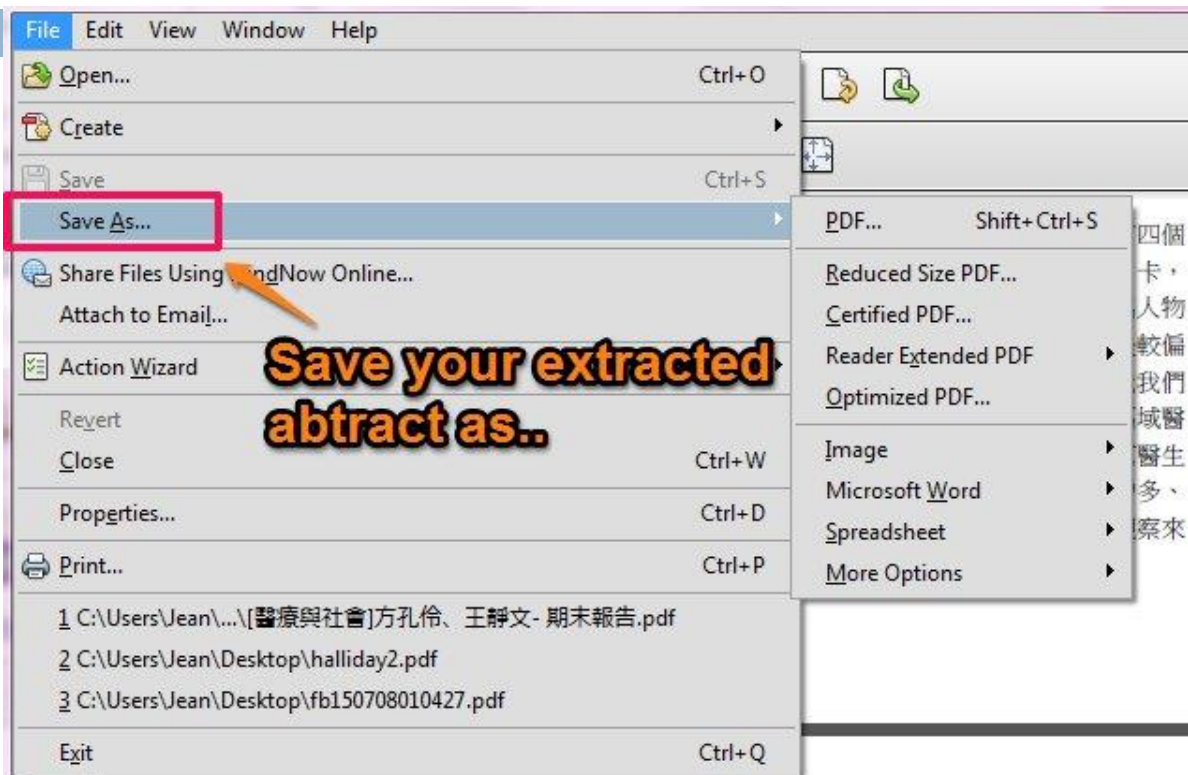 File Edit View Window Help
Open... Ctrl+O
Create
Save Ctrl+S
Save As...
Share Files Using ndNow Online...
Attach to Email...
Action Wizard
Save your extracted
abtract as..
Revert
Close Ctrl+W
Properties... Ctrl+D
Print... Ctrl+P
1 C:\Users\Jean\...\[醫療與社會]方孔伶、王靜文- 期末報告.pdf
2 C:\Users\Jean\Desktop\halliday2.pdf
3 C:\Users\Jean\Desktop\fb150708010427.pdf
Exit Ctrl+Q
PDF... Shift+Ctrl+S
Reduced Size PDF...
Certified PDF...
Reader Extended PDF
Optimized PDF...
Image
Microsoft Word
Spreadsheet
More Options
四個
卡，
人物
較偏
我們
域醫
醫生
多、
察來